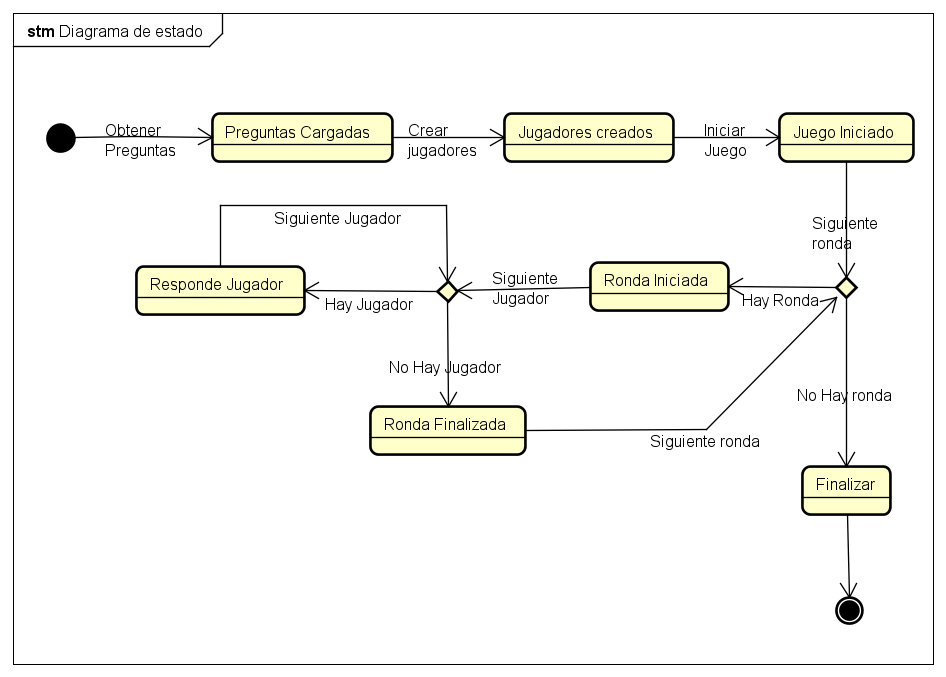 stm Diagrama de estado
Obtener
Preguntas
Preguntas Cargadas
Crear
jugadores
Jugadores creados
Iniciar
Juego
Juego Iniciado
Siguiente Jugador
Siguiente
ronda
Responde Jugador
Hay Jugador
Siguiente
Jugador
Ronda Iniciada
Hay Ronda
No Hay Jugador
No Hay ronda
Ronda Finalizada
Siguiente ronda
Finalizar